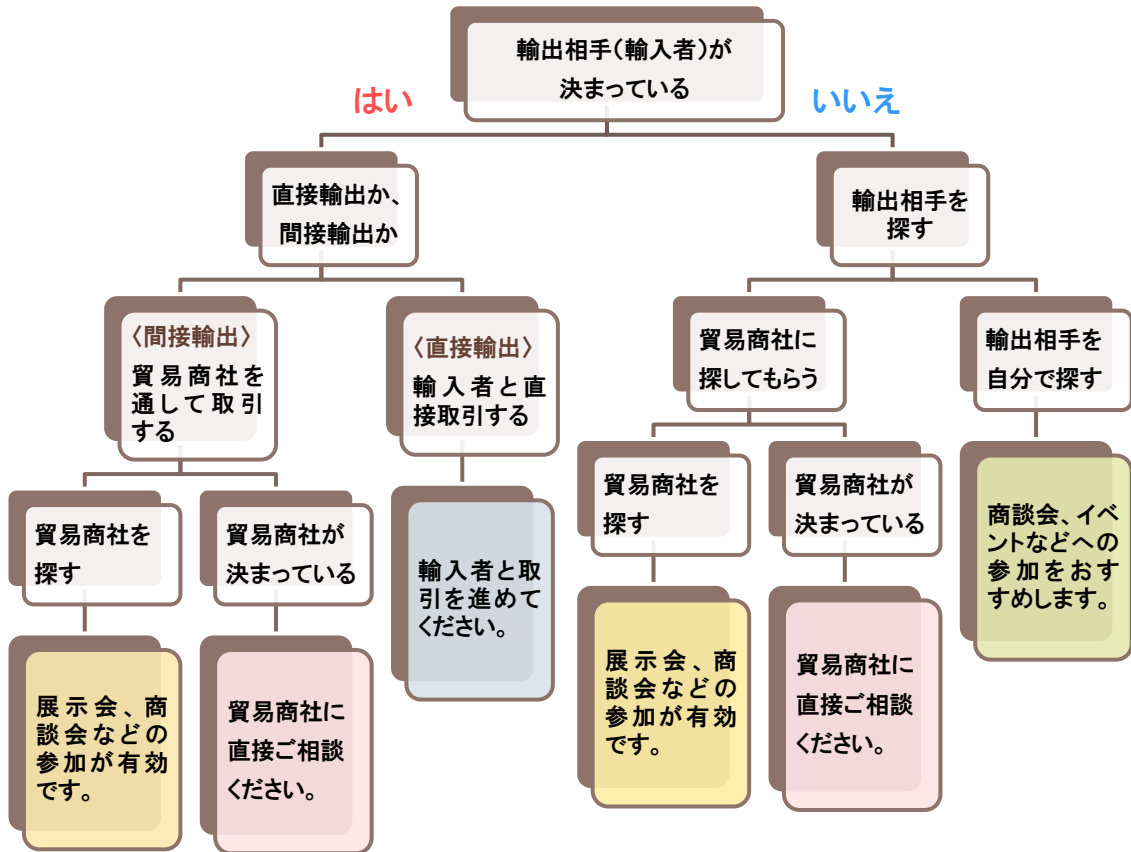 輸出相手(輸入者)が
決まっている
はい
いいえ
直接輸出か、
間接輸出か
輸出相手を
探す
〈間接輸出〉
貿易商社を
通して取引
する
〈直接輸出〉
輸入者と直
接取引する
貿易商社に
探してもらう
輸出相手を
自分で探す
貿易商社を
探す
貿易商社が
決まっている
輸入者と取
引を進めて
ください。
貿易商社を
探す
貿易商社が
決まっている
商談会、イベ
ントなどへの
参加をおす
すめします。
展示会、商
談会などの
参加が有効
です。
貿易商社に
直接ご相談
ください。
展示会、商
談会などの
参加が有効
です。
貿易商社に
直接ご相談
ください。